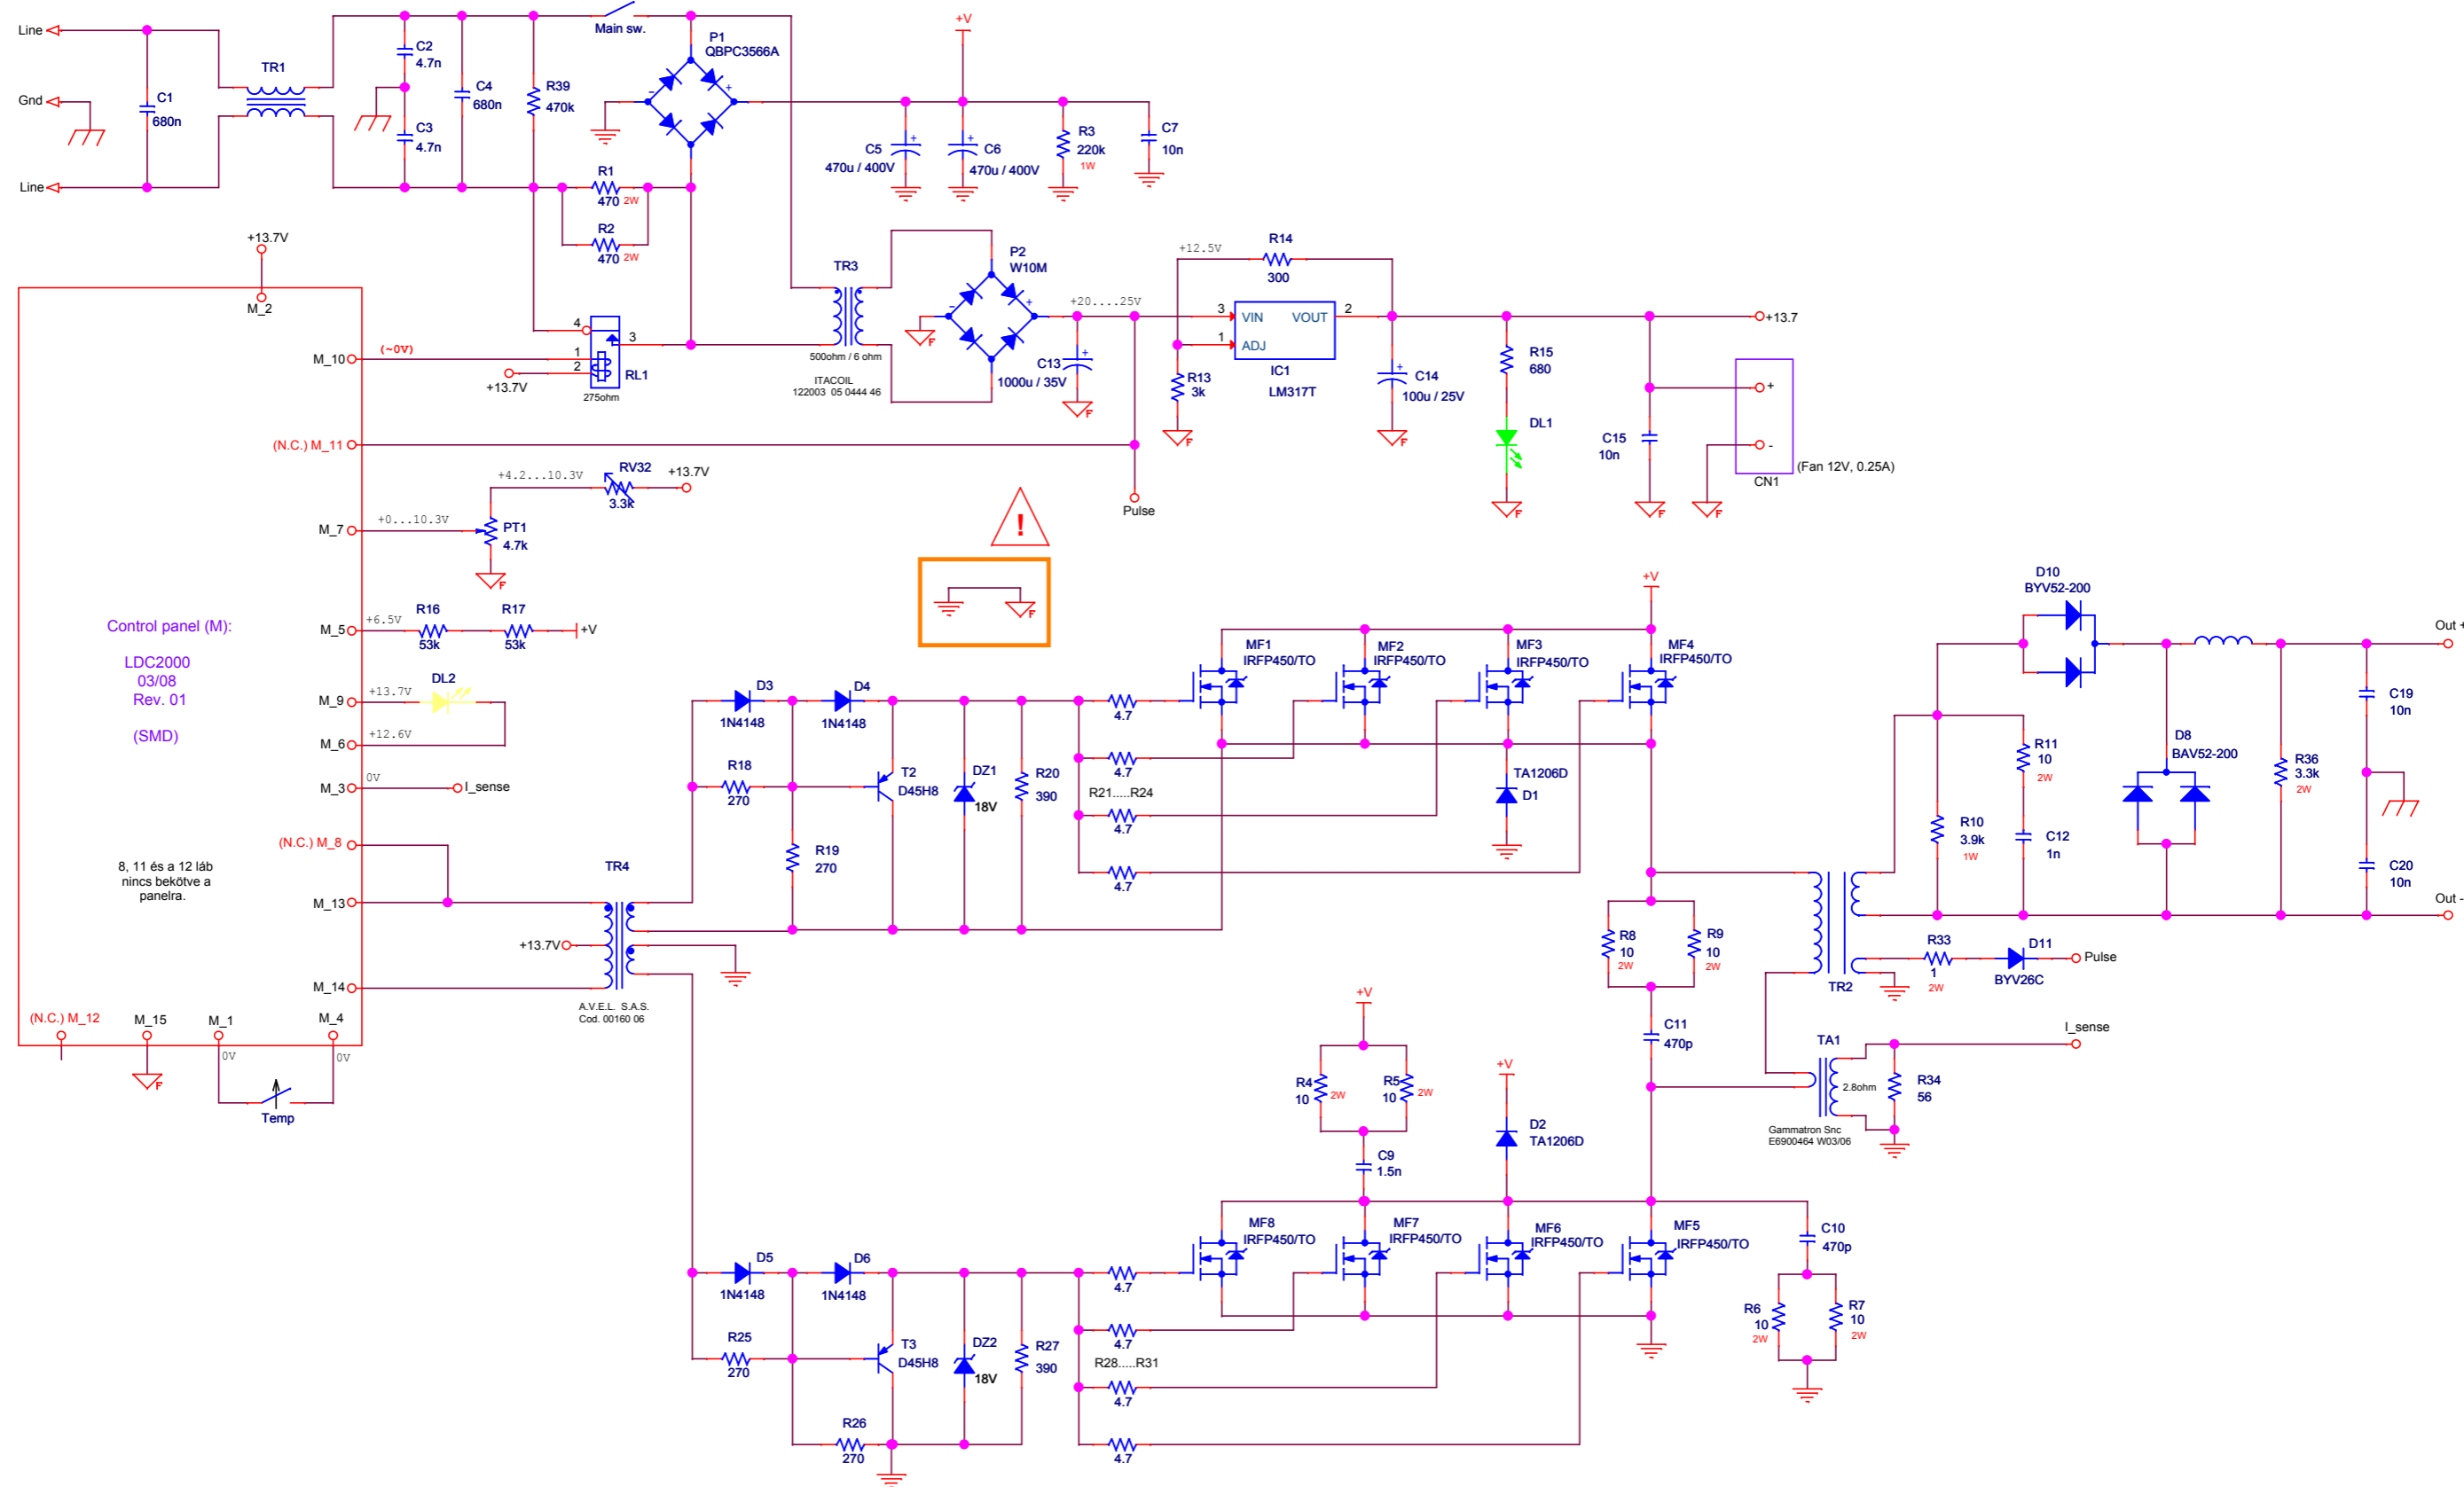 Line
Gnd
Line
C1
680n
TR1
C2
4.7n
C3
4.7n
C4
680n
R39
470k
Main sw.
P1
QBPC3566A
-
+
R1
470 2W
R2
470 2W
+V
C5
470u / 400V
+
C6
470u / 400V
+
R3
220k
1W
C7
10n
+13.7V
M_2
M_10
(~0V)
4
3
1
2
+13.7V
RL1
275ohm
TR3
500ohm / 6 ohm
ITACOIL
122003 05 0444 46
P2
W10M
-
+
F
+20....25V
C13
1000u / 35V
+
F
+12.5V
R14
300
3
VIN
VOUT
2
1
ADJ
IC1
LM317T
R13
3k
F
C14
100u / 25V
+
F
R15
680
DL1
F
+13.7
C15
10n
F
+
-
CN1
F
(Fan 12V, 0.25A)
(N.C.) M_11
Pulse
M_7
+0...10.3V
+4.2...10.3V
RV32
3.3k
+13.7V
PT1
4.7k
F
!
F
Control panel (M):
LDC2000
03/08
Rev. 01
(SMD)
8, 11 és a 12 láb
nincs bekötve a
panelra.
M_5
+6.5V
R16
53k
R17
53k
+V
M_9
+13.7V
DL2
M_6
+12.6V
M_3
0V
I_sense
(N.C.) M_8
M_13
M_14
(N.C.) M_12
M_15
F
M_1
0V
M_4
0V
Temp
TR4
+13.7V
A.V.E.L. S.A.S.
Cod. 00160 06
D3
1N4148
D4
1N4148
R18
270
R19
270
T2
D45H8
DZ1
18V
R20
390
4.7
4.7
R21.....R24
4.7
4.7
MF1
IRFP450/TO
MF2
IRFP450/TO
MF3
IRFP450/TO
MF4
IRFP450/TO
+V
TA1206D
D1
R8
10
2W
R9
10
2W
C11
470p
TR2
D10
BYV52-200
Out +
R11
10
2W
R10
3.9k
1W
C12
1n
D8
BAV52-200
R36
3.3k
2W
C19
10n
C20
10n
Out -
R33
1
2W
D11
BYV26C
Pulse
TA1
2.8ohm
I_sense
R34
56
Gammatron Snc
E6900464 W03/06
+V
R4
10
2W
R5
10
2W
C9
1.5n
+V
D2
TA1206D
D5
1N4148
D6
1N4148
R25
270
R26
270
T3
D45H8
DZ2
18V
R27
390
4.7
4.7
R28.....R31
4.7
4.7
MF8
IRFP450/TO
MF7
IRFP450/TO
MF6
IRFP450/TO
MF5
IRFP450/TO
C10
470p
R6
10
2W
R7
10
2W